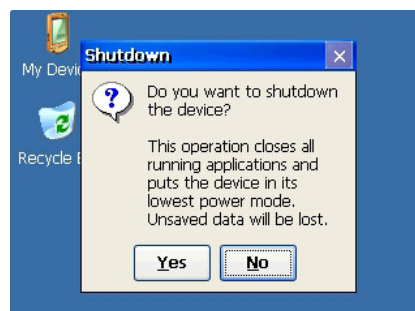 My Devic
Shutdown
Do you want to shutdown
the device?
Recycle B
This operation closes all
running applications and
puts the device in its
lowest power mode.
Unsaved data will be lost.
Yes
No